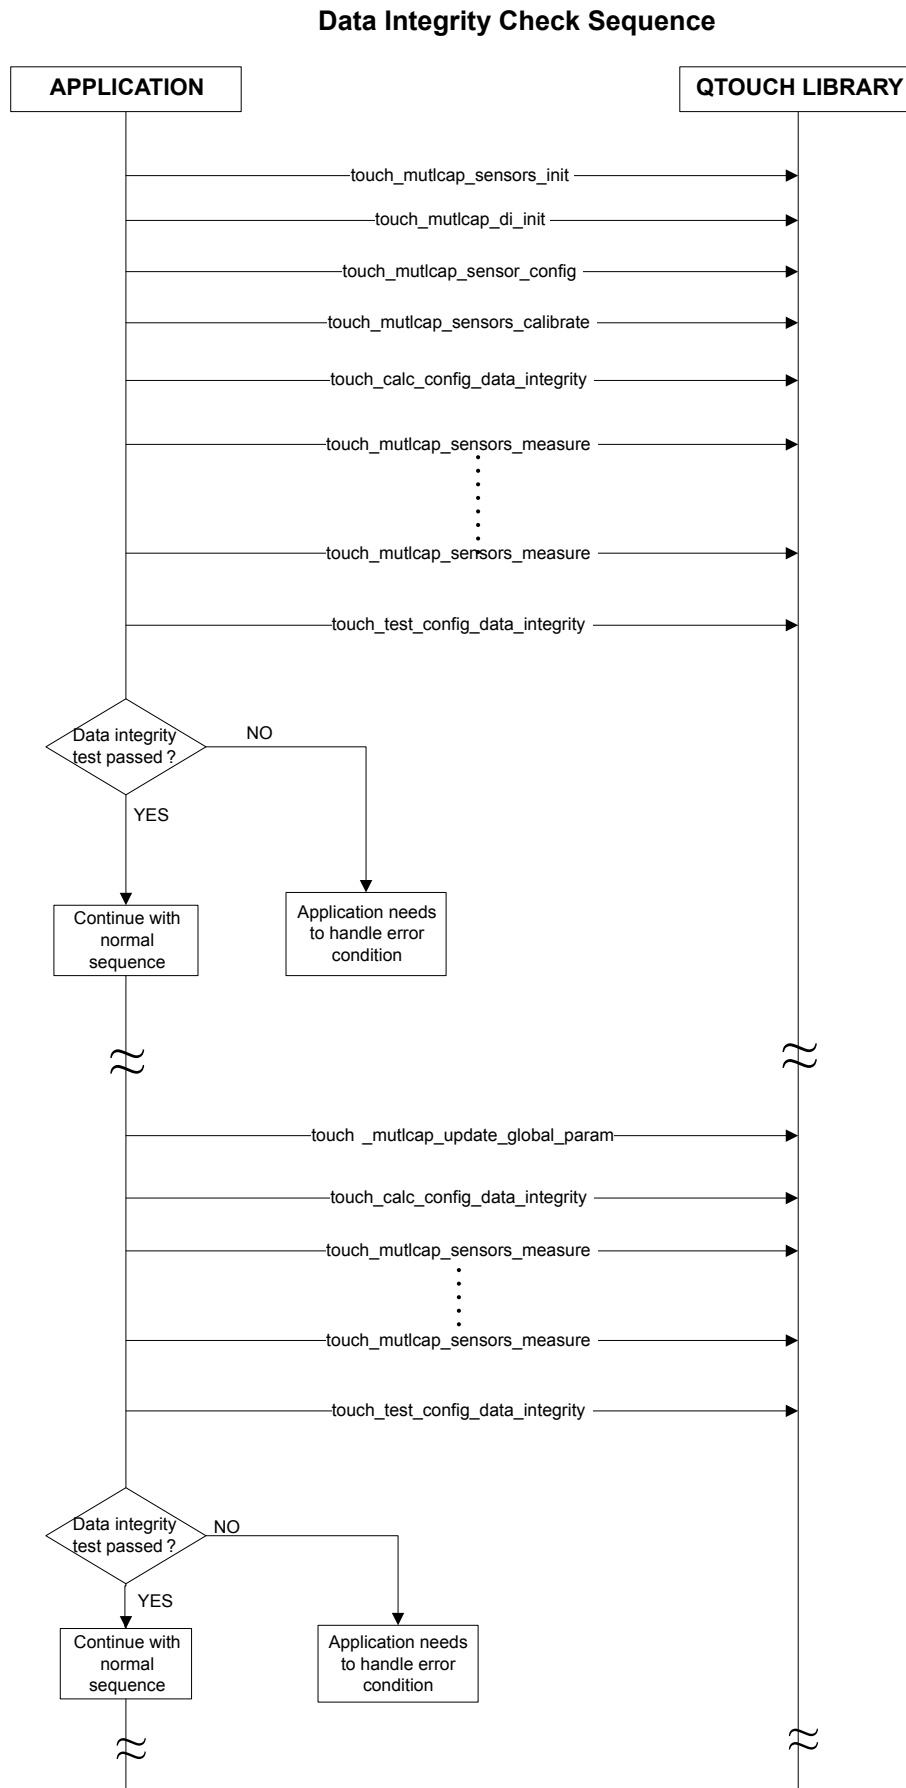 Data Integrity Check Sequence
APPLICATION
QTOUCH LIBRARY
touch_mutlcap_sensors_init
touch_mutlcap_di_init
touch_mutlcap_sensor_config
touch_mutlcap_sensors_calibrate
touch_calc_config_data_integrity
touch_mutlcap_sensors_measure
touch_mutlcap_sensors_measure
touch_test_config_data_integrity
Data integrity
test passed ?
NO
YES
Continue with
normal
sequence
Application needs
to handle error
condition
touch _mutlcap_update_global_param
touch_calc_config_data_integrity
touch_mutlcap_sensors_measure
touch_mutlcap_sensors_measure
touch_test_config_data_integrity
Data integrity
test passed ?
NO
YES
Continue with
normal
sequence
Application needs
to handle error
condition